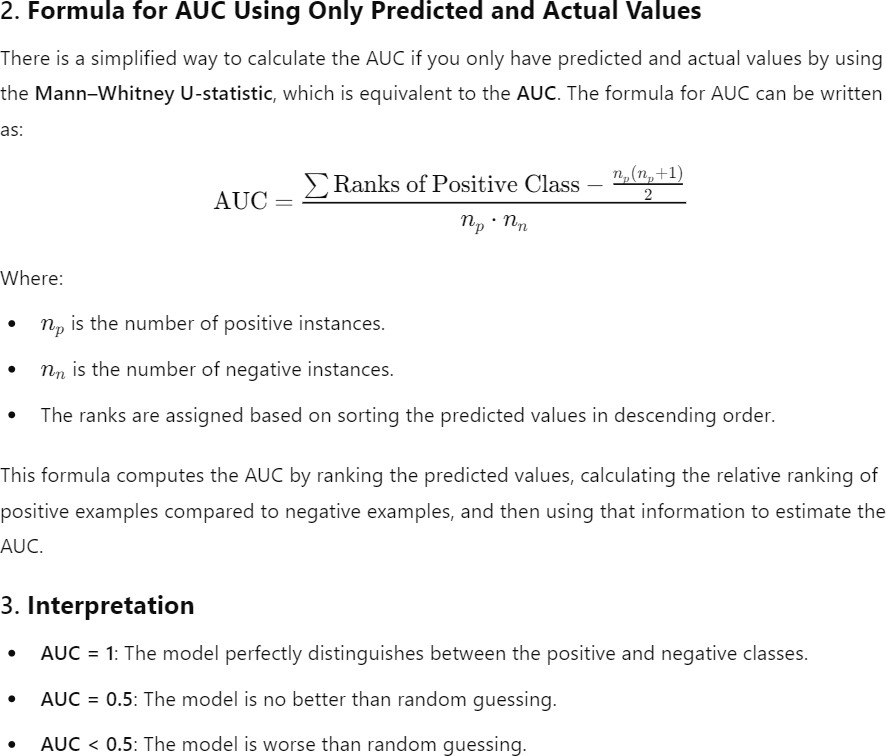 2. Formula for AUC Using Only Predicted and Actual Values
There is a simplified way to calculate the AUC if you only have predicted and actual values by using
the Mann–Whitney U-statistic, which is equivalent to the AUC. The formula for AUC can be written
as:
AUC = \frac{\sum \text{Ranks of Positive Class} - \frac{n_p(n_p+1)}{2}}{n_p \cdot n_n}
Where:
• n_p is the number of positive instances.
• n_n is the number of negative instances.
• The ranks are assigned based on sorting the predicted values in descending order.
This formula computes the AUC by ranking the predicted values, calculating the relative ranking of
positive examples compared to negative examples, and then using that information to estimate the
AUC.
3. Interpretation
• AUC = 1: The model perfectly distinguishes between the positive and negative classes.
• AUC = 0.5: The model is no better than random guessing.
• AUC < 0.5: The model is worse than random guessing.